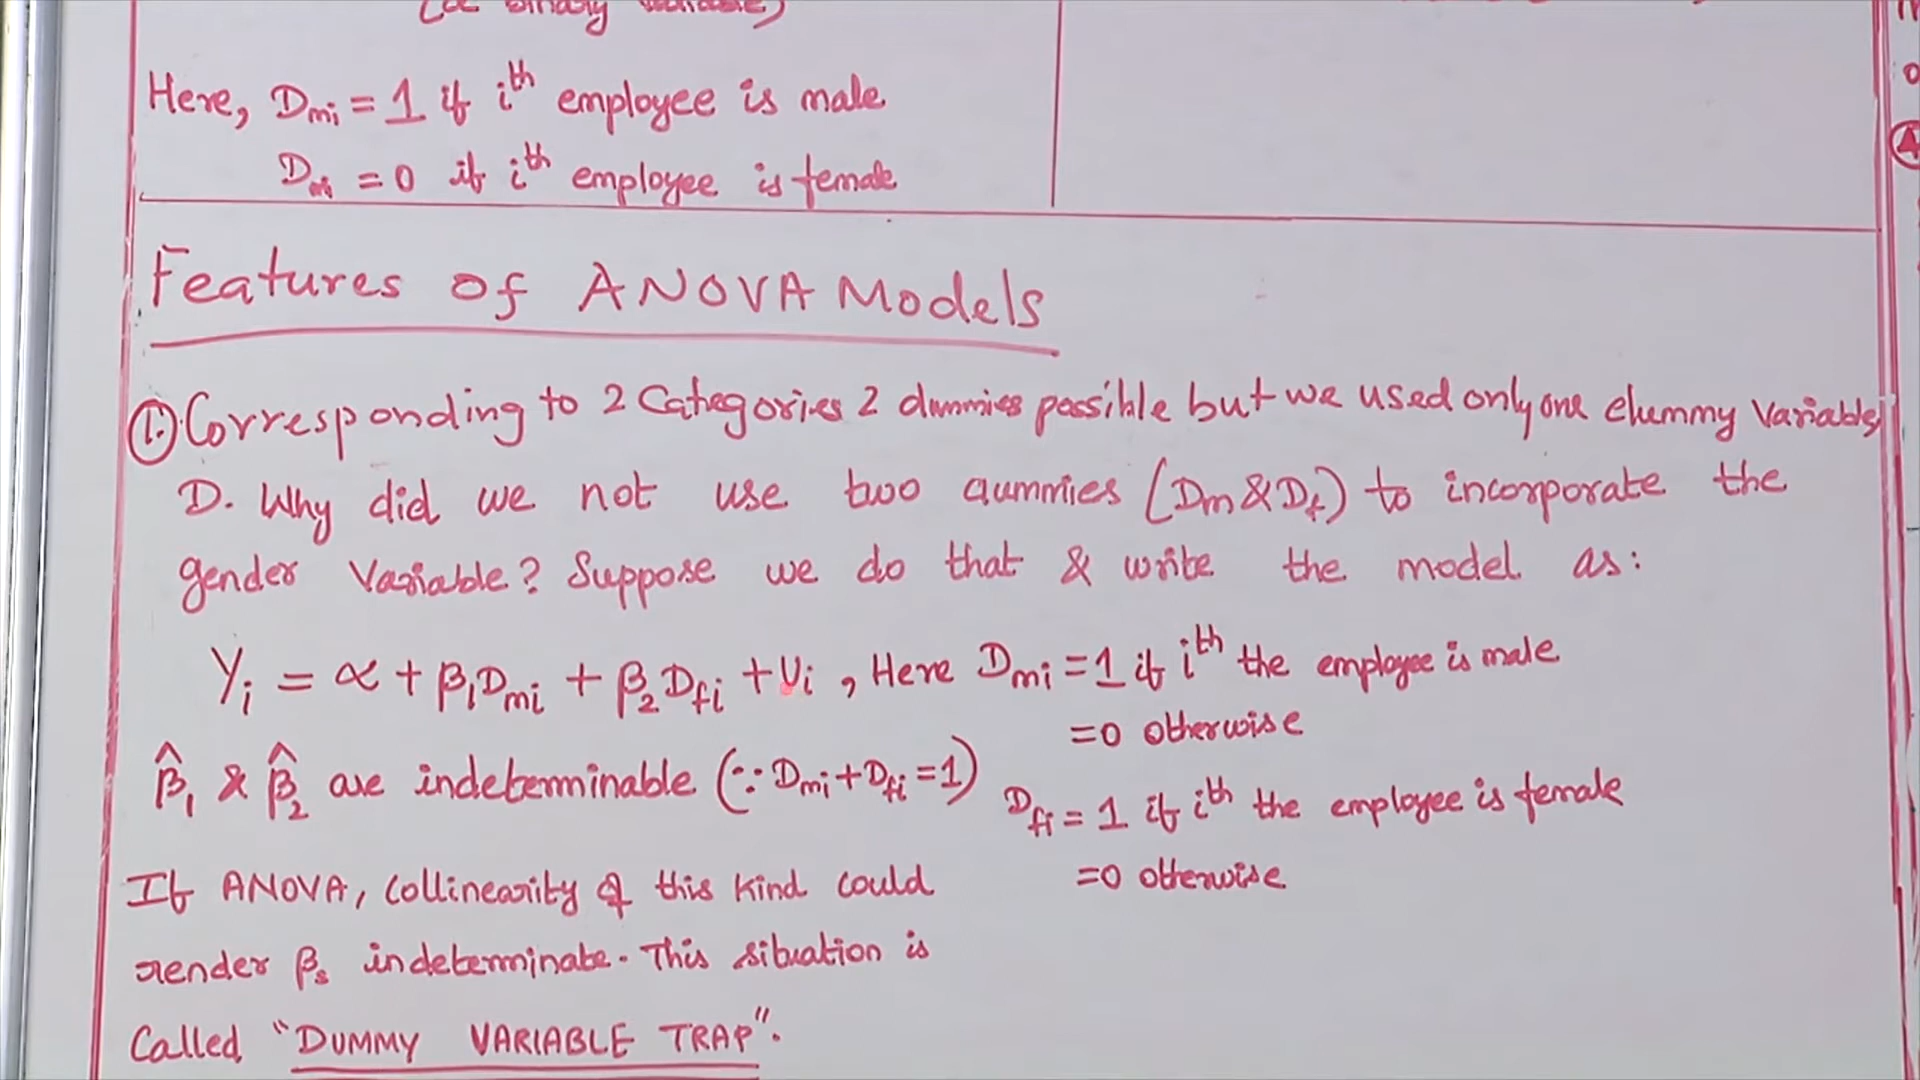 (or binary variable)
Here, Dmi = 1 if ith employee is male
Dmi = 0 if ith employee is female
Features of ANOVA Models
①. Corresponding to 2 Categories 2 dummies possible but we used only one dummy variable,
D. Why did we not use two dummies (Dm & Df) to incorporate the
gender variable? Suppose we do that & write the model as:
Yi = α + β1Dmi + β2Dfi + Ui , Here Dmi = 1 if ith the employee is male
=0 otherwise
β̂1 & β̂2 are indeterminable (∵ Dmi + Dfi = 1)
Dfi = 1 if ith the employee is female
=0 otherwise
If ANOVA, collinearity of this kind could
render βs indeterminate. This situation is
Called "DUMMY VARIABLE TRAP".